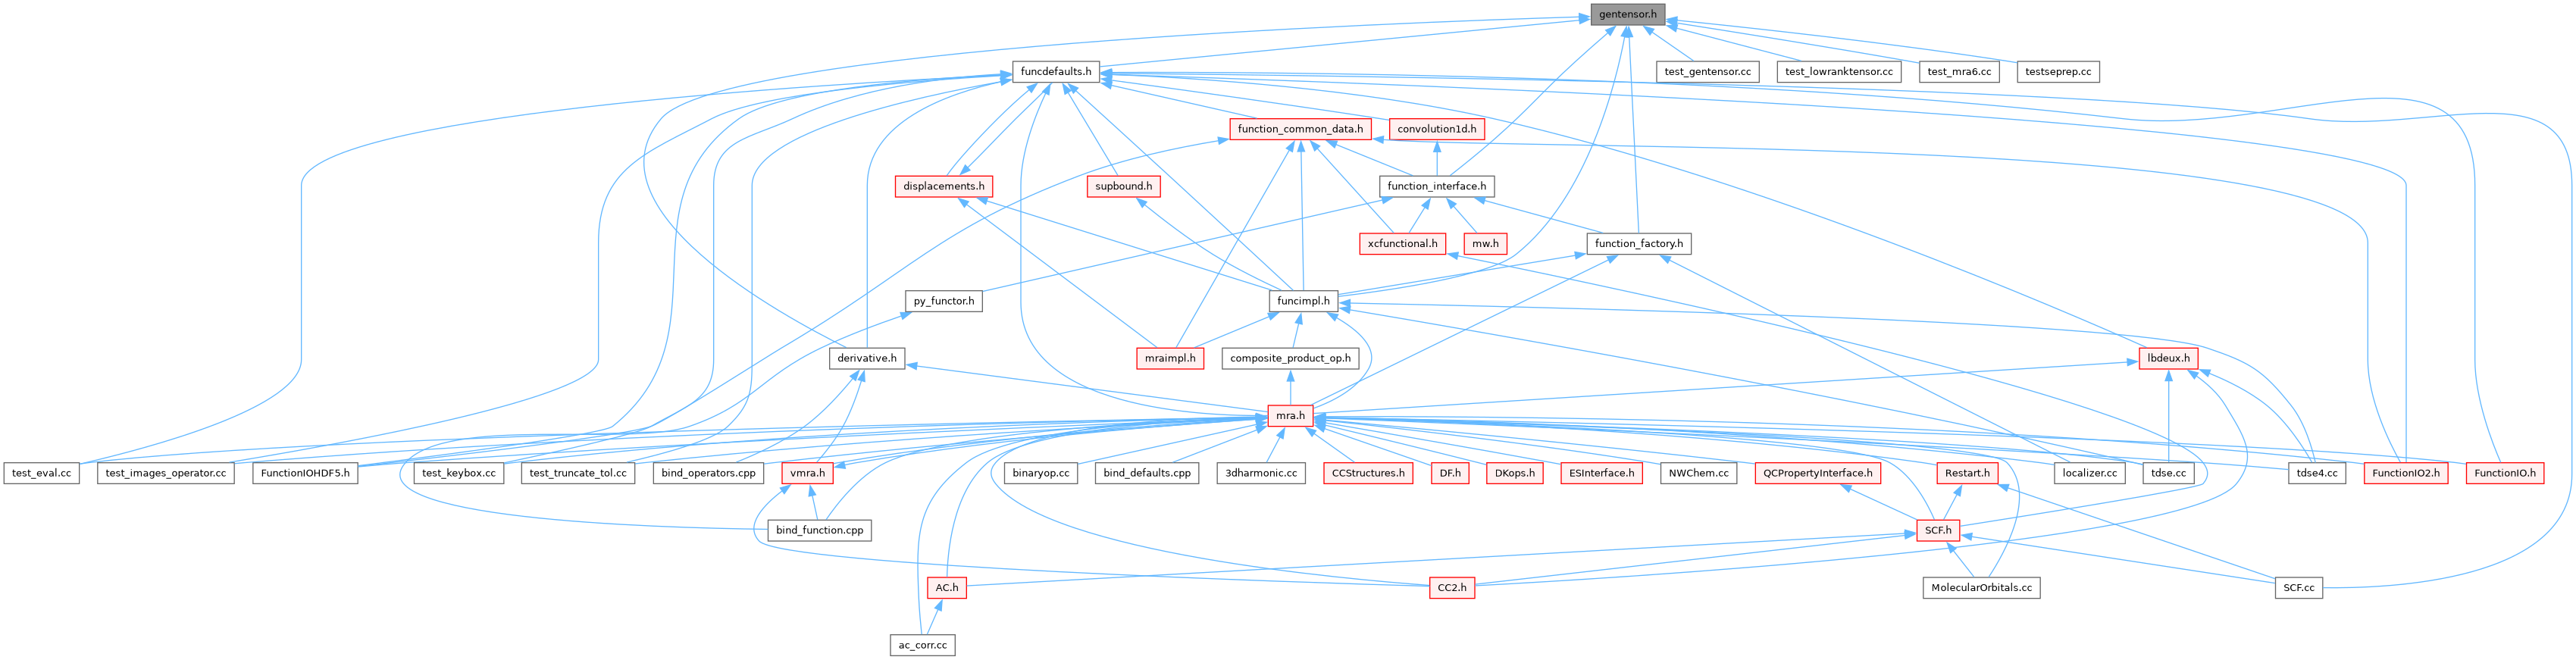 gentensor.h
funcdefaults.h
test_gentensor.cc
test_lowranktensor.cc
test_mra6.cc
testseprep.cc
function_common_data.h
convolution1d.h
displacements.h
supbound.h
function_interface.h
xcfunctional.h
mw.h
function_factory.h
py_functor.h
funcimpl.h
derivative.h
mraimpl.h
composite_product_op.h
lbdeux.h
mra.h
test_eval.cc
test_images_operator.cc
FunctionIOHDF5.h
test_keybox.cc
test_truncate_tol.cc
bind_operators.cpp
vmra.h
binaryop.cc
bind_defaults.cpp
3dharmonic.cc
CCStructures.h
DF.h
DKops.h
ESInterface.h
NWChem.cc
QCPropertyInterface.h
Restart.h
localizer.cc
tdse.cc
tdse4.cc
FunctionIO2.h
FunctionIO.h
bind_function.cpp
SCF.h
AC.h
CC2.h
MolecularOrbitals.cc
SCF.cc
ac_corr.cc